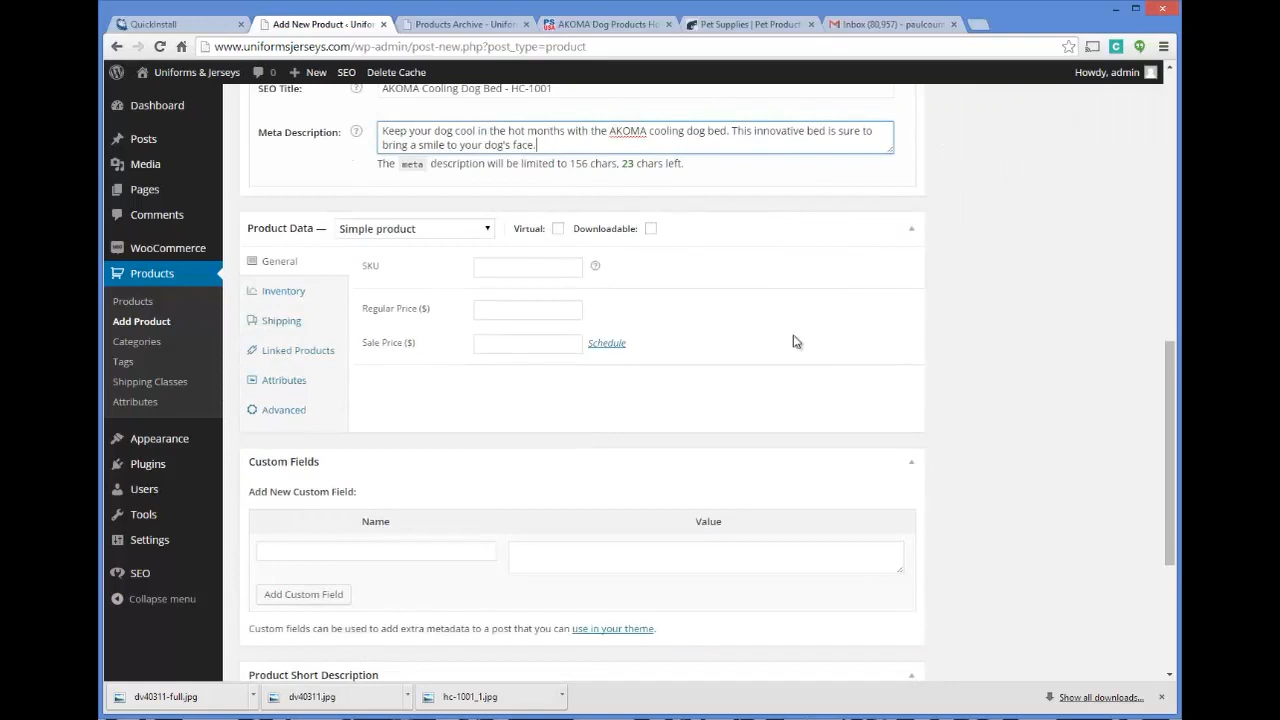 QuickInstall
Add New Product ‹ Unifor
Products Archive - Uniform
AKOMA Dog Products Ho
Pet Supplies | Pet Product
Inbox (80,957) - paulcoum
www.uniformsjerseys.com/wp-admin/post-new.php?post_type=product
Uniforms & Jerseys 0 + New SEO Delete Cache Howdy, admin
Dashboard
Posts
Media
Pages
Comments
WooCommerce
Products
Products
Add Product
Categories
Tags
Shipping Classes
Attributes
Appearance
Plugins
Users
Tools
Settings
SEO
Collapse menu
SEO Title: ? AKOMA Cooling Dog Bed - HC-1001
Meta Description: ? Keep your dog cool in the hot months with the AKOMA cooling dog bed. This innovative bed is sure to
bring a smile to your dog's face.
The meta description will be limited to 156 chars, 23 chars left.
Product Data — Simple product Virtual: Downloadable:
General
Inventory
Shipping
Linked Products
Attributes
Advanced
SKU ?
Regular Price ($)
Sale Price ($) Schedule
Custom Fields
Add New Custom Field:
Name Value
Add Custom Field
Custom fields can be used to add extra metadata to a post that you can use in your theme.
Product Short Description
dv40311-full.jpg dv40311.jpg hc-1001_1.jpg Show all downloads...